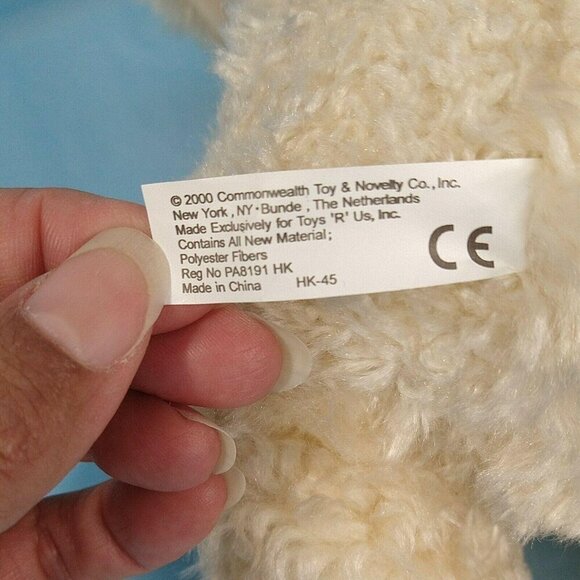 © 2000 Commonwealth Toy & Novelty Co., Inc.
New York , NY·Bunde , The Netherlands
Made Exclusively for Toys 'R' Us, Inc.
Contains All New Material;
Polyester Fibers
Reg No PA8191 HK
Made in China HK-45
CE